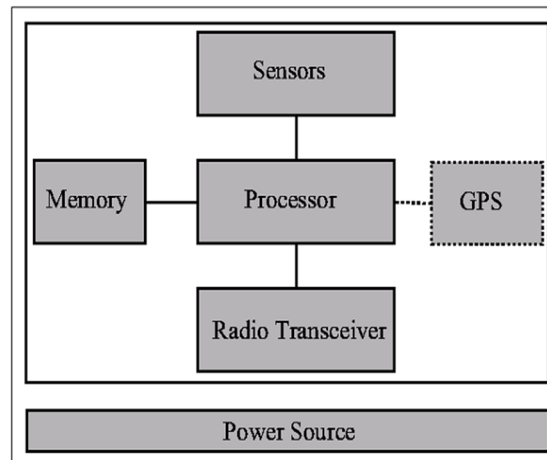 Sensors
Memory
Processor
GPS
Radio Transceiver
Power Source